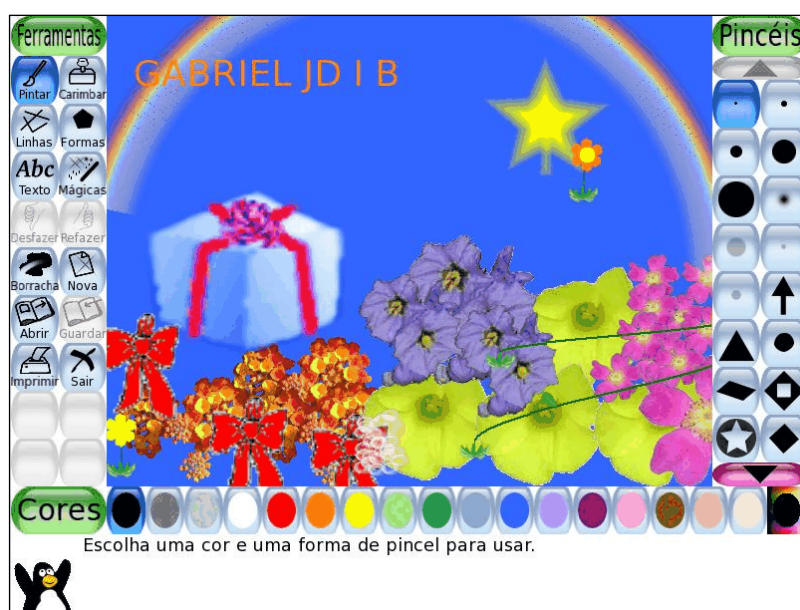 Ferramentas
Pincéis
GABRIEL JD I B
Pintar Carimbar
Linhas Formas
Abc
Texto Mágicas
Desfazer Refazer
Borracha Nova
Abrir Guardar
Imprimir Sair
Cores
Escolha uma cor e uma forma de pincel para usar.